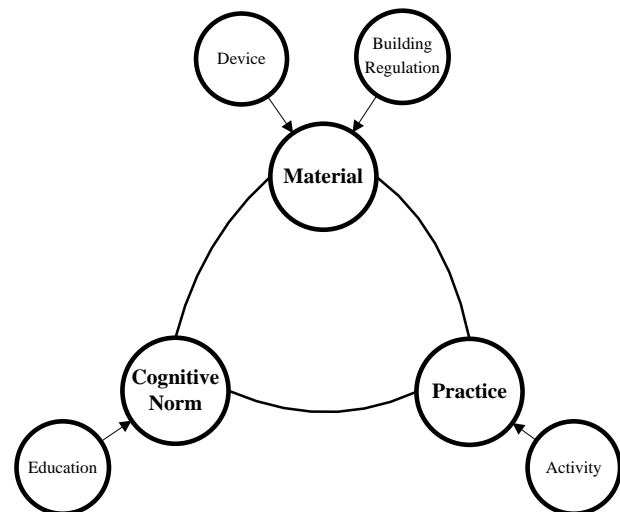 Device
Building
Regulation
Material
Cognitive
Norm
Practice
Education
Activity